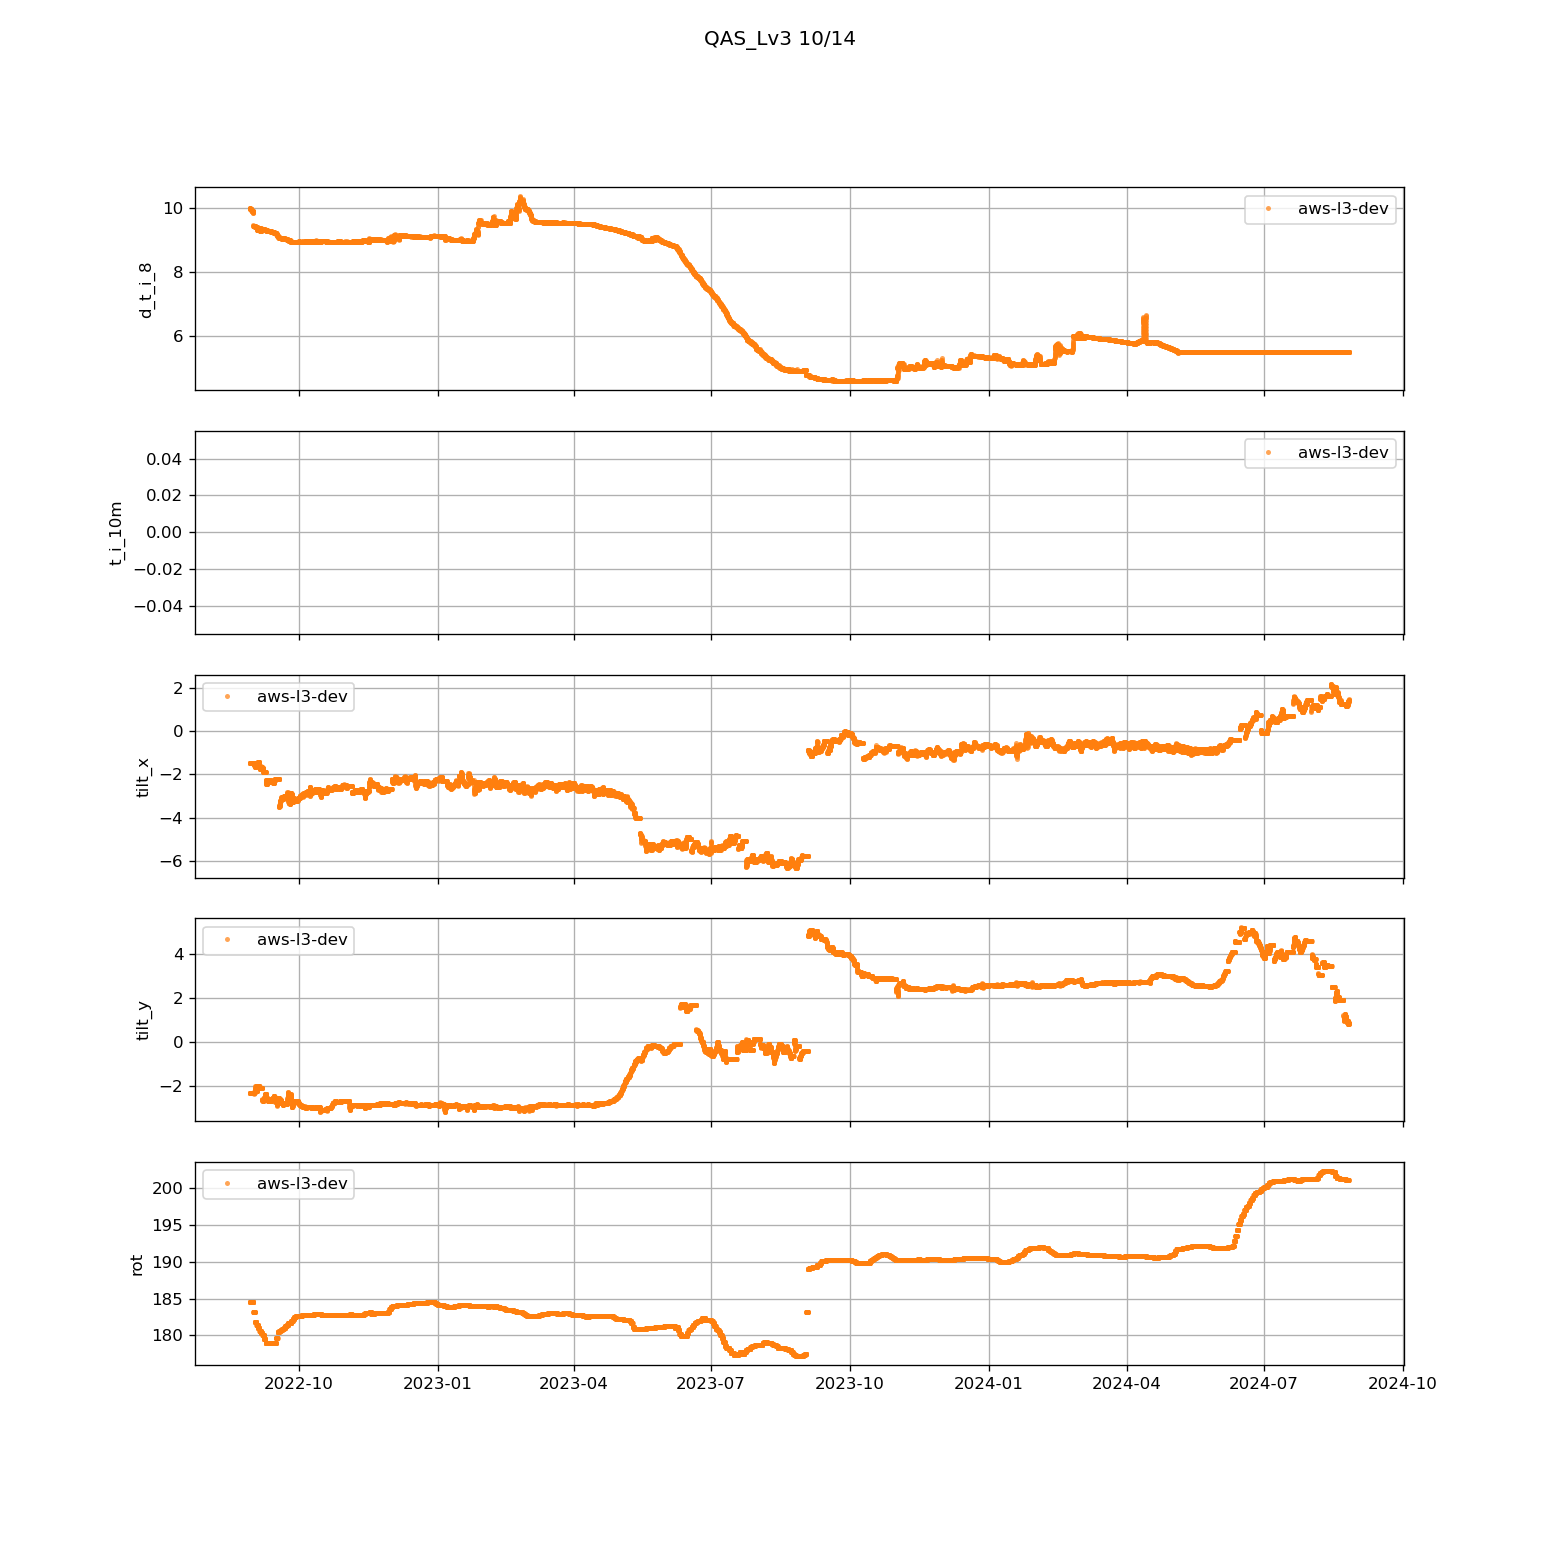 QAS_Lv3 10/14
10
8
6
d_t_i_8
aws-l3-dev
0.04
0.02
0.00
−0.02
−0.04
t_i_10m
aws-l3-dev
2
0
−2
−4
−6
tilt_x
aws-l3-dev
4
2
0
−2
tilt_y
aws-l3-dev
200
195
190
185
180
rot
aws-l3-dev
2022-10 2023-01 2023-04 2023-07 2023-10 2024-01 2024-04 2024-07 2024-10